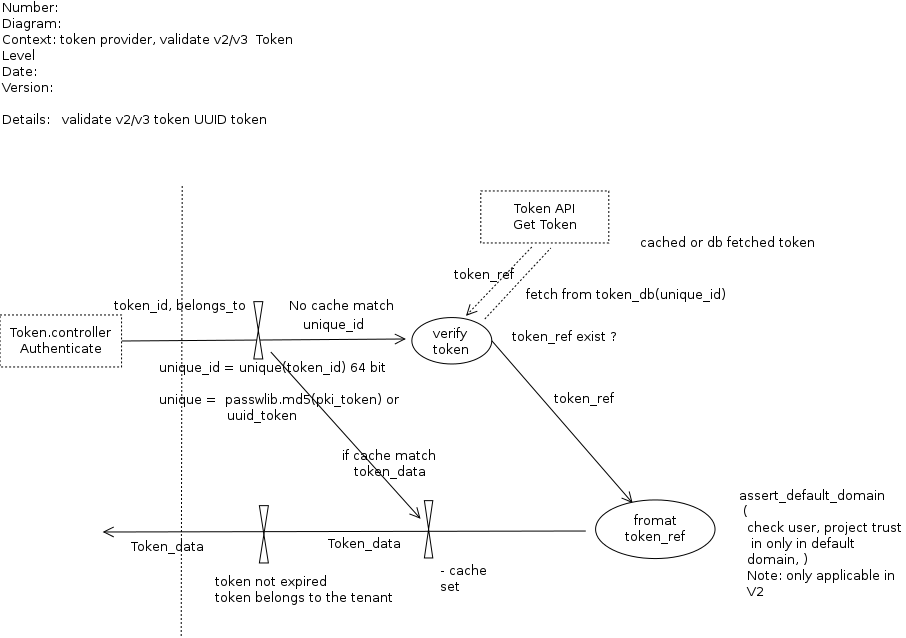 Number:
Diagram:
Context: token provider, validate v2/v3  Token
Level
Date:
Version:
Details:   validate v2/v3 token UUID token
Token API
Get Token
cached or db fetched token
token_ref
fetch from token_db(unique_id)
token_id, belongs_to
No cache match
unique_id
Token.controller
Authenticate
verify
token
token_ref exist ?
unique_id = unique(token_id) 64 bit
unique =  passwlib.md5(pki_token) or
uuid_token
token_ref
if cache match
token_data
assert_default_domain
(
check user, project trust
in only in default
domain, )
Note: only applicable in
V2
fromat
token_ref
Token_data
Token_data
- cache
set
token not expired
token belongs to the tenant